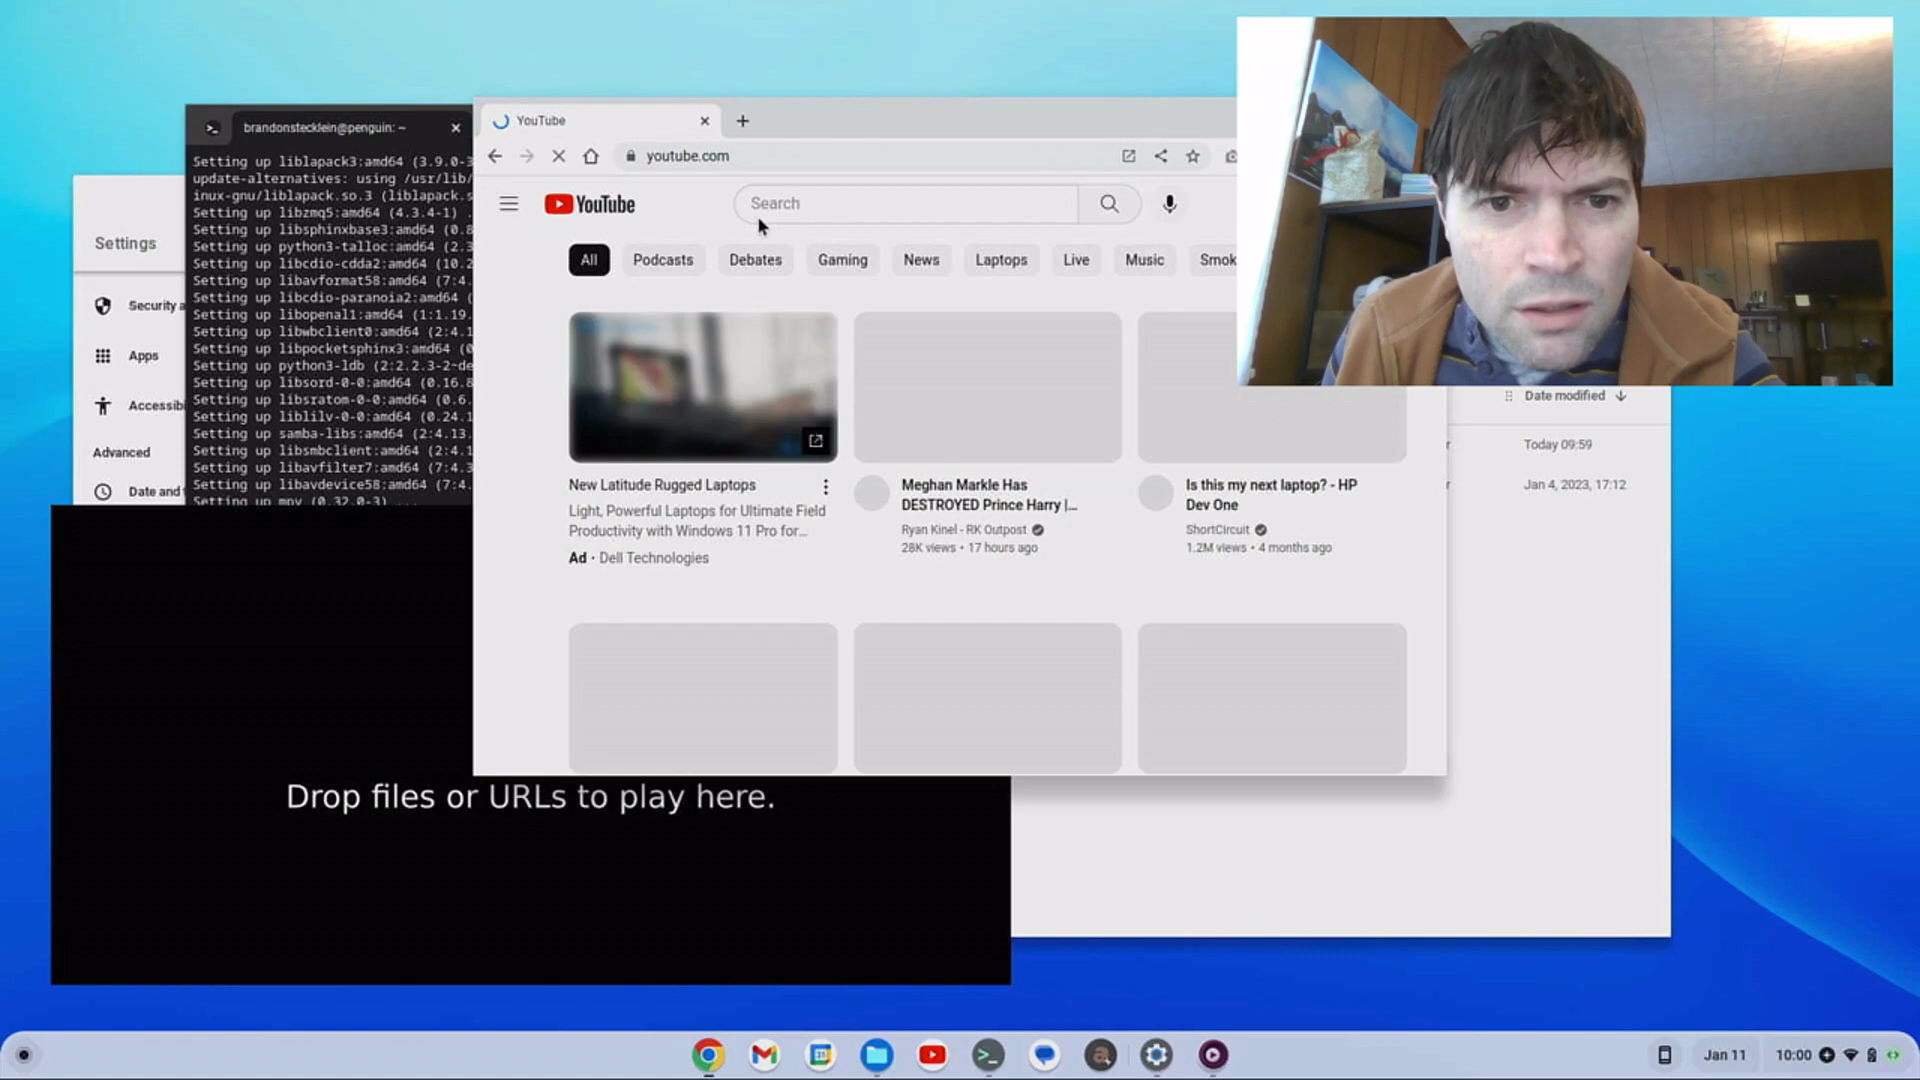 brandonstecklein@penguin: ~
Setting up liblapack3:amd64 (3.9.0-3
update-alternatives: using /usr/lib/
inux-gnu/liblapack.so.3 (liblapack.s
Setting up libzmq5:amd64 (4.3.4-1) .
Setting up libsphinxbase3:amd64 (0.8
Setting up python3-talloc:amd64 (2.3
Setting up libcdio-cdda2:amd64 (10.2
Setting up libavformat58:amd64 (7:4.
Setting up libcdio-paranoia2:amd64 (
Setting up libopenal1:amd64 (1:1.19.
Setting up libwbclient0:amd64 (2:4.1
Setting up libpocketsphinx3:amd64 (0
Setting up python3-ldb (2:2.2.3-2~de
Setting up libsord-0-0:amd64 (0.16.8
Setting up libsratom-0-0:amd64 (0.6.
Setting up liblilv-0-0:amd64 (0.24.1
Setting up samba-libs:amd64 (2:4.13.
Setting up libsmbclient:amd64 (2:4.1
Setting up libavfilter7:amd64 (7:4.3
Setting up libavdevice58:amd64 (7:4.
Setting up mpv (0.32.0-3) ...
Settings
Security a
Apps
Accessibi
Advanced
Date and
YouTube
youtube.com
YouTube
Search
All Podcasts Debates Gaming News Laptops Live Music Smok
New Latitude Rugged Laptops
Light, Powerful Laptops for Ultimate Field
Productivity with Windows 11 Pro for...
Ad · Dell Technologies
Meghan Markle Has
DESTROYED Prince Harry |...
Ryan Kinel - RK Outpost
28K views • 17 hours ago
Is this my next laptop? - HP
Dev One
ShortCircuit
1.2M views • 4 months ago
Date modified
Today 09:59
Jan 4, 2023, 17:12
Drop files or URLs to play here.
Jan 11
10:00